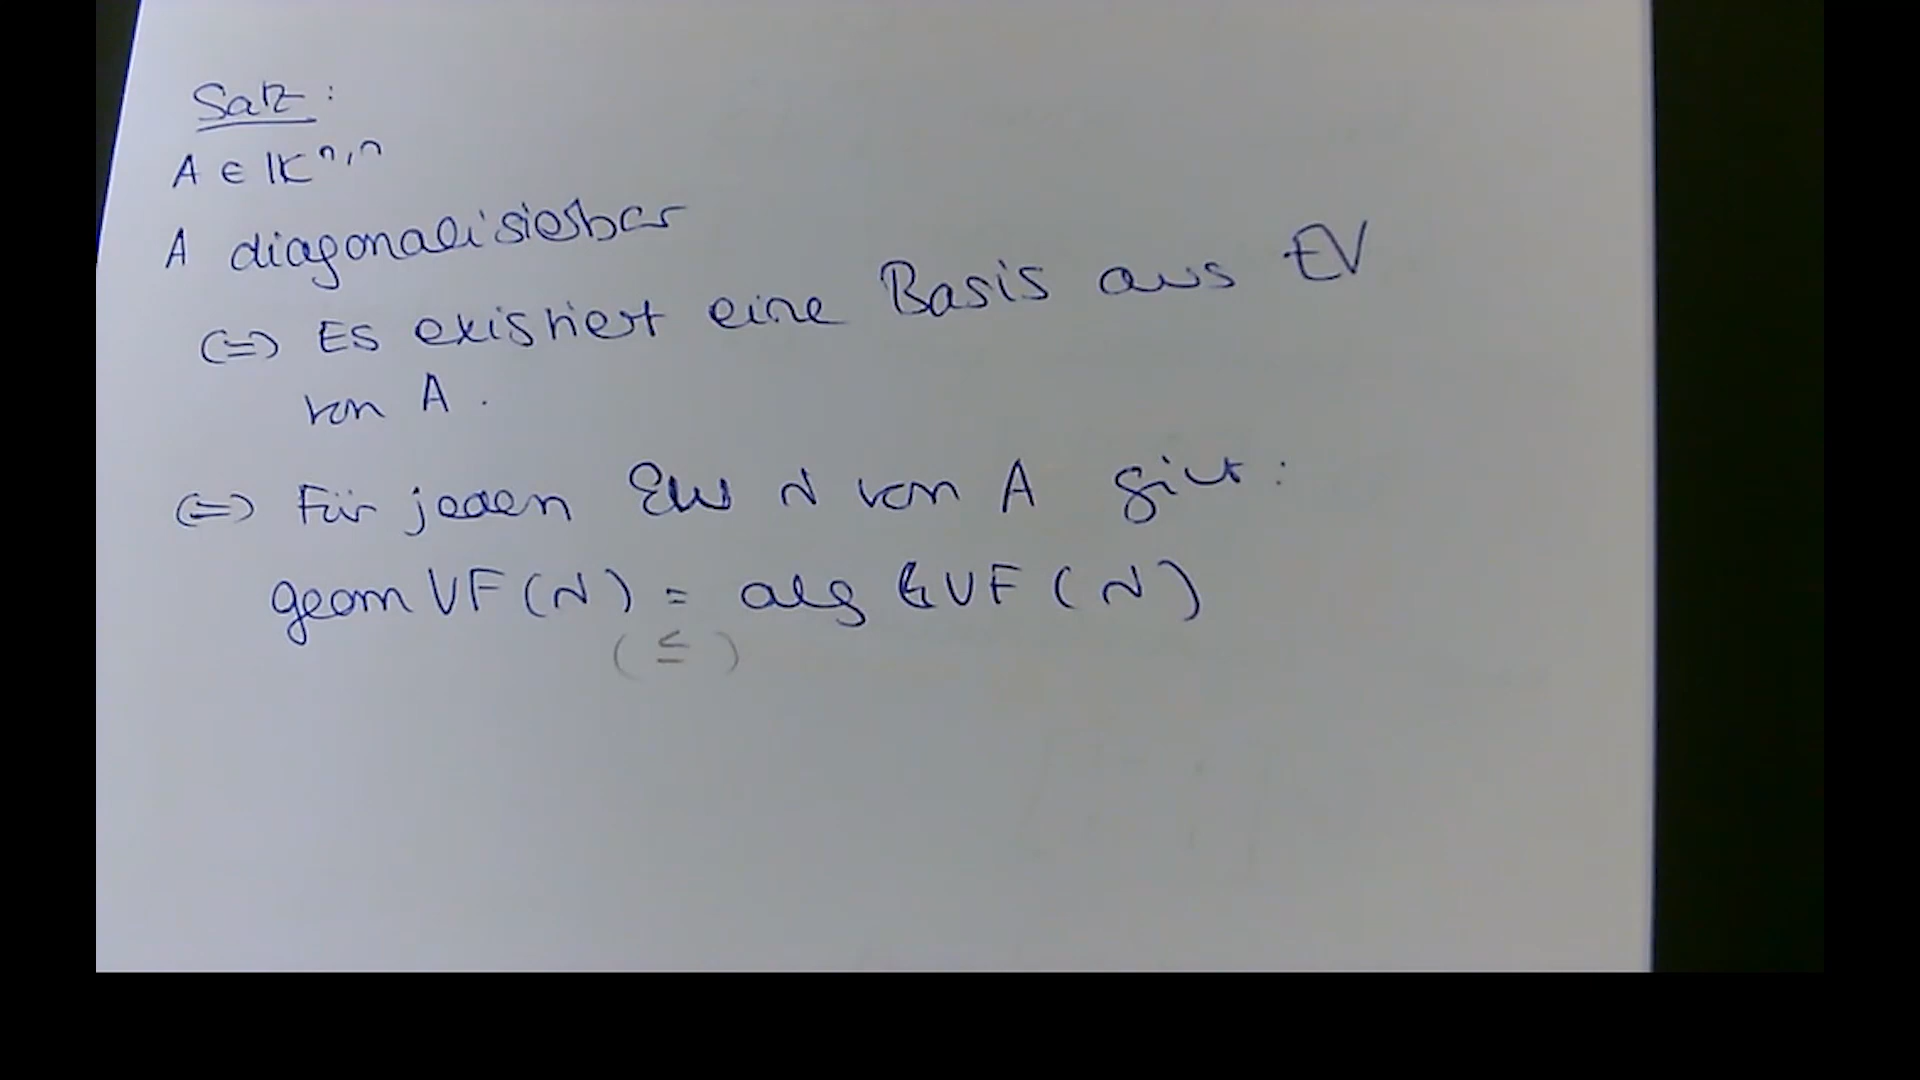 Satz:
A ∈ 𝕂^n,n
A diagonalisierbar
(=) Es existiert eine Basis aus EV
von A.
(=) Für jeden EW λ von A gilt:
geom VF(λ) = alg VF(λ)
(≤)